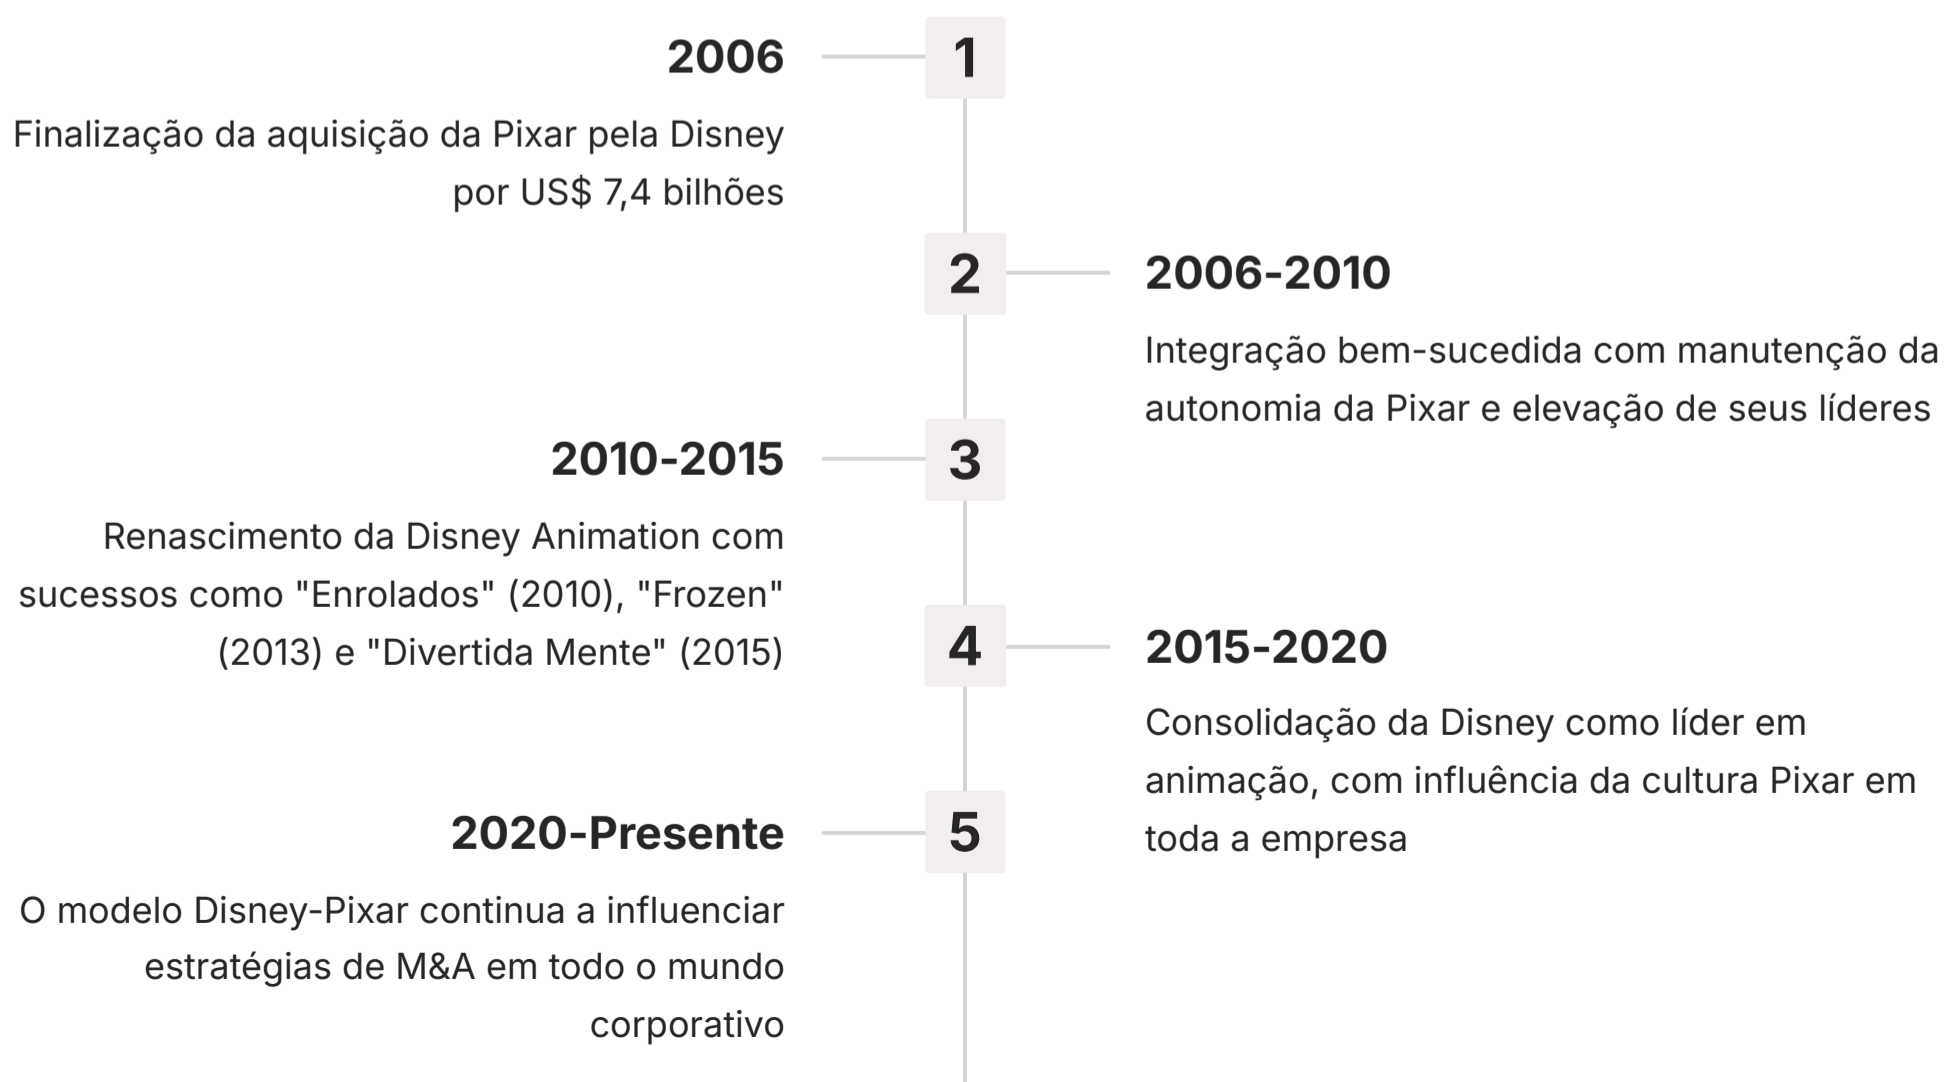 2006
1
Finalização da aquisição da Pixar pela Disney
por US$ 7,4 bilhões
2
2006-2010
Integração bem-sucedida com manutenção da
autonomia da Pixar e elevação de seus líderes
2010-2015
3
Renascimento da Disney Animation com
sucessos como "Enrolados" (2010), "Frozen"
(2013) e "Divertida Mente" (2015)
4
2015-2020
Consolidação da Disney como líder em
animação, com influência da cultura Pixar em
toda a empresa
2020-Presente
5
O modelo Disney-Pixar continua a influenciar
estratégias de M&A em todo o mundo
corporativo